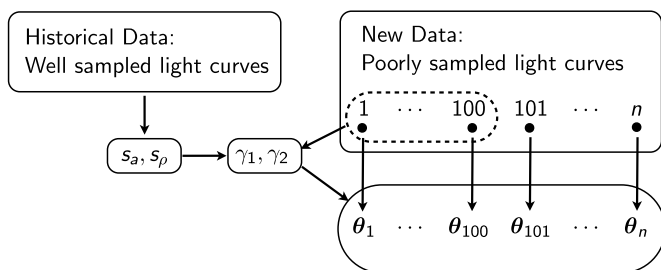 Historical Data:
Well sampled light curves
New Data:
Poorly sampled light curves
1 ··· 100 101 ··· n
s_a, s_ρ
γ_1, γ_2
θ_1 ··· θ_100 θ_101 ··· θ_n